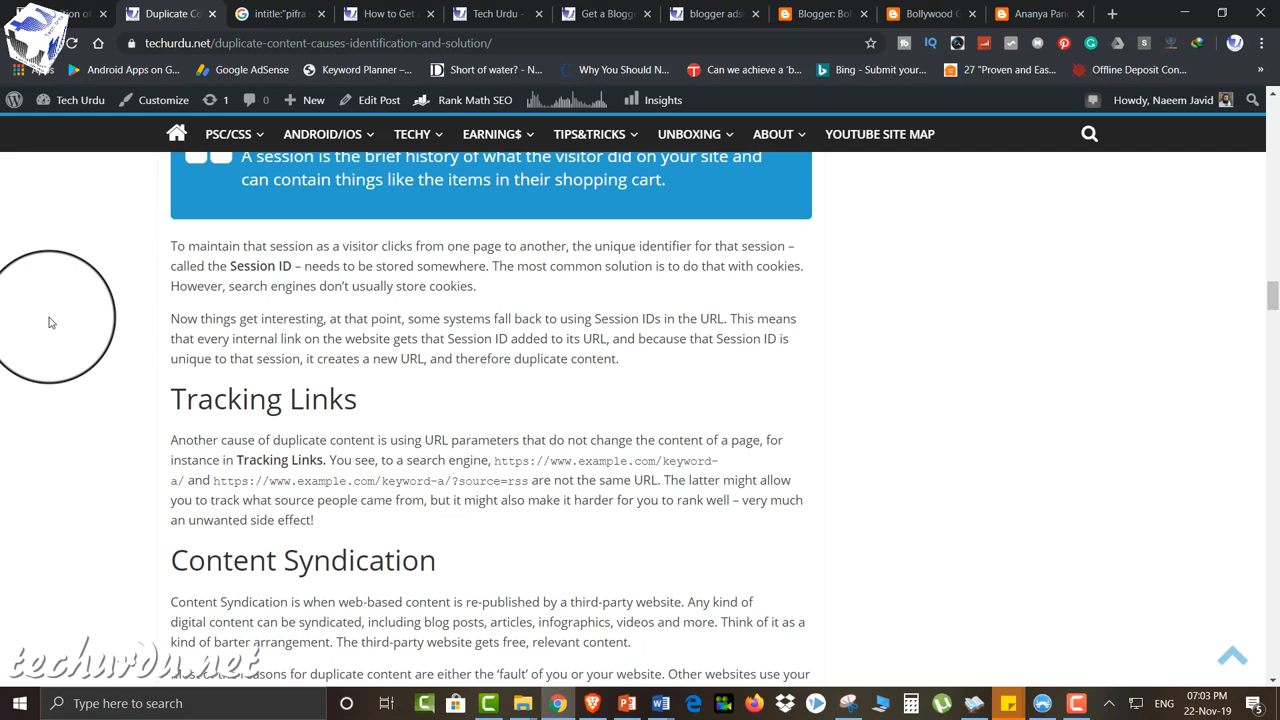 Duplicate Co
intitle:"pifra
How to Get
Tech Urdu -
Get a Blogg
blogger ads
Blogger: Bol
Bollywood G
Ananya Pan
techurdu.net/duplicate-content-causes-identification-and-solution/
Apps
Android Apps on G...
Google AdSense
Keyword Planner –...
Short of water? - N...
Why You Should N...
Can we achieve a 'b...
Bing - Submit your...
27 "Proven and Eas...
Offline Deposit Con...
Tech Urdu
Customize
1
0
New
Edit Post
Rank Math SEO
Insights
Howdy, Naeem Javid
PSC/CSS
ANDROID/IOS
TECHY
EARNING$
TIPS&TRICKS
UNBOXING
ABOUT
YOUTUBE SITE MAP
A session is the brief history of what the visitor did on your site and
can contain things like the items in their shopping cart.
To maintain that session as a visitor clicks from one page to another, the unique identifier for that session –
called the Session ID – needs to be stored somewhere. The most common solution is to do that with cookies.
However, search engines don't usually store cookies.
Now things get interesting, at that point, some systems fall back to using Session IDs in the URL. This means
that every internal link on the website gets that Session ID added to its URL, and because that Session ID is
unique to that session, it creates a new URL, and therefore duplicate content.
Tracking Links
Another cause of duplicate content is using URL parameters that do not change the content of a page, for
instance in Tracking Links. You see, to a search engine, https://www.example.com/keyword-
a/ and https://www.example.com/keyword-a/?source=rss are not the same URL. The latter might allow
you to track what source people came from, but it might also make it harder for you to rank well – very much
an unwanted side effect!
Content Syndication
Content Syndication is when web-based content is re-published by a third-party website. Any kind of
digital content can be syndicated, including blog posts, articles, infographics, videos and more. Think of it as a
kind of barter arrangement. The third-party website gets free, relevant content.
reasons for duplicate content are either the 'fault' of you or your website. Other websites use your
techurdu.net
Type here to search
ENG
07:03 PM
22-Nov-19
5